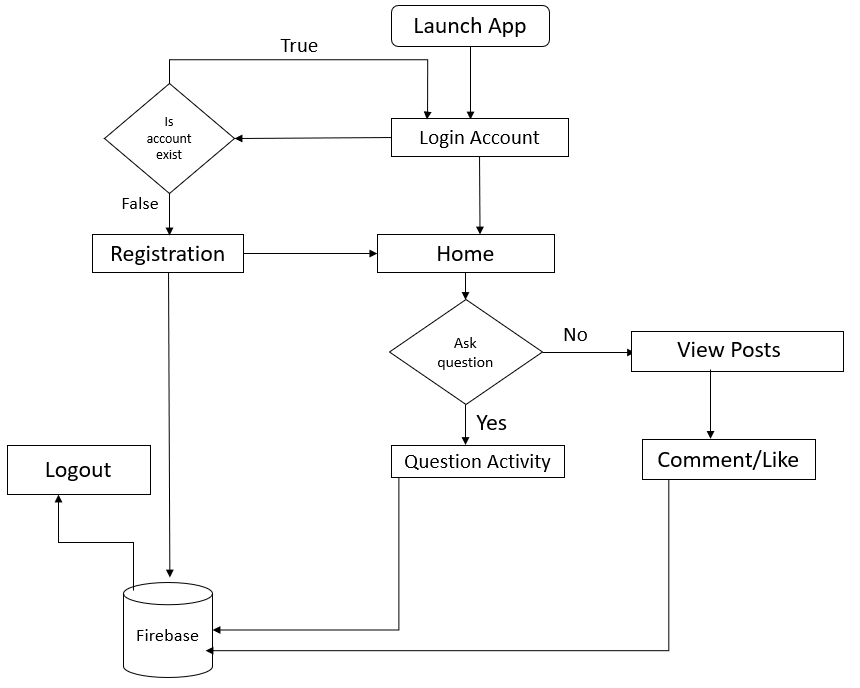 Launch App
True
Is
account
exist
Login Account
False
Registration
Home
Ask
question
No
View Posts
Yes
Question Activity
Comment/Like
Logout
Firebase